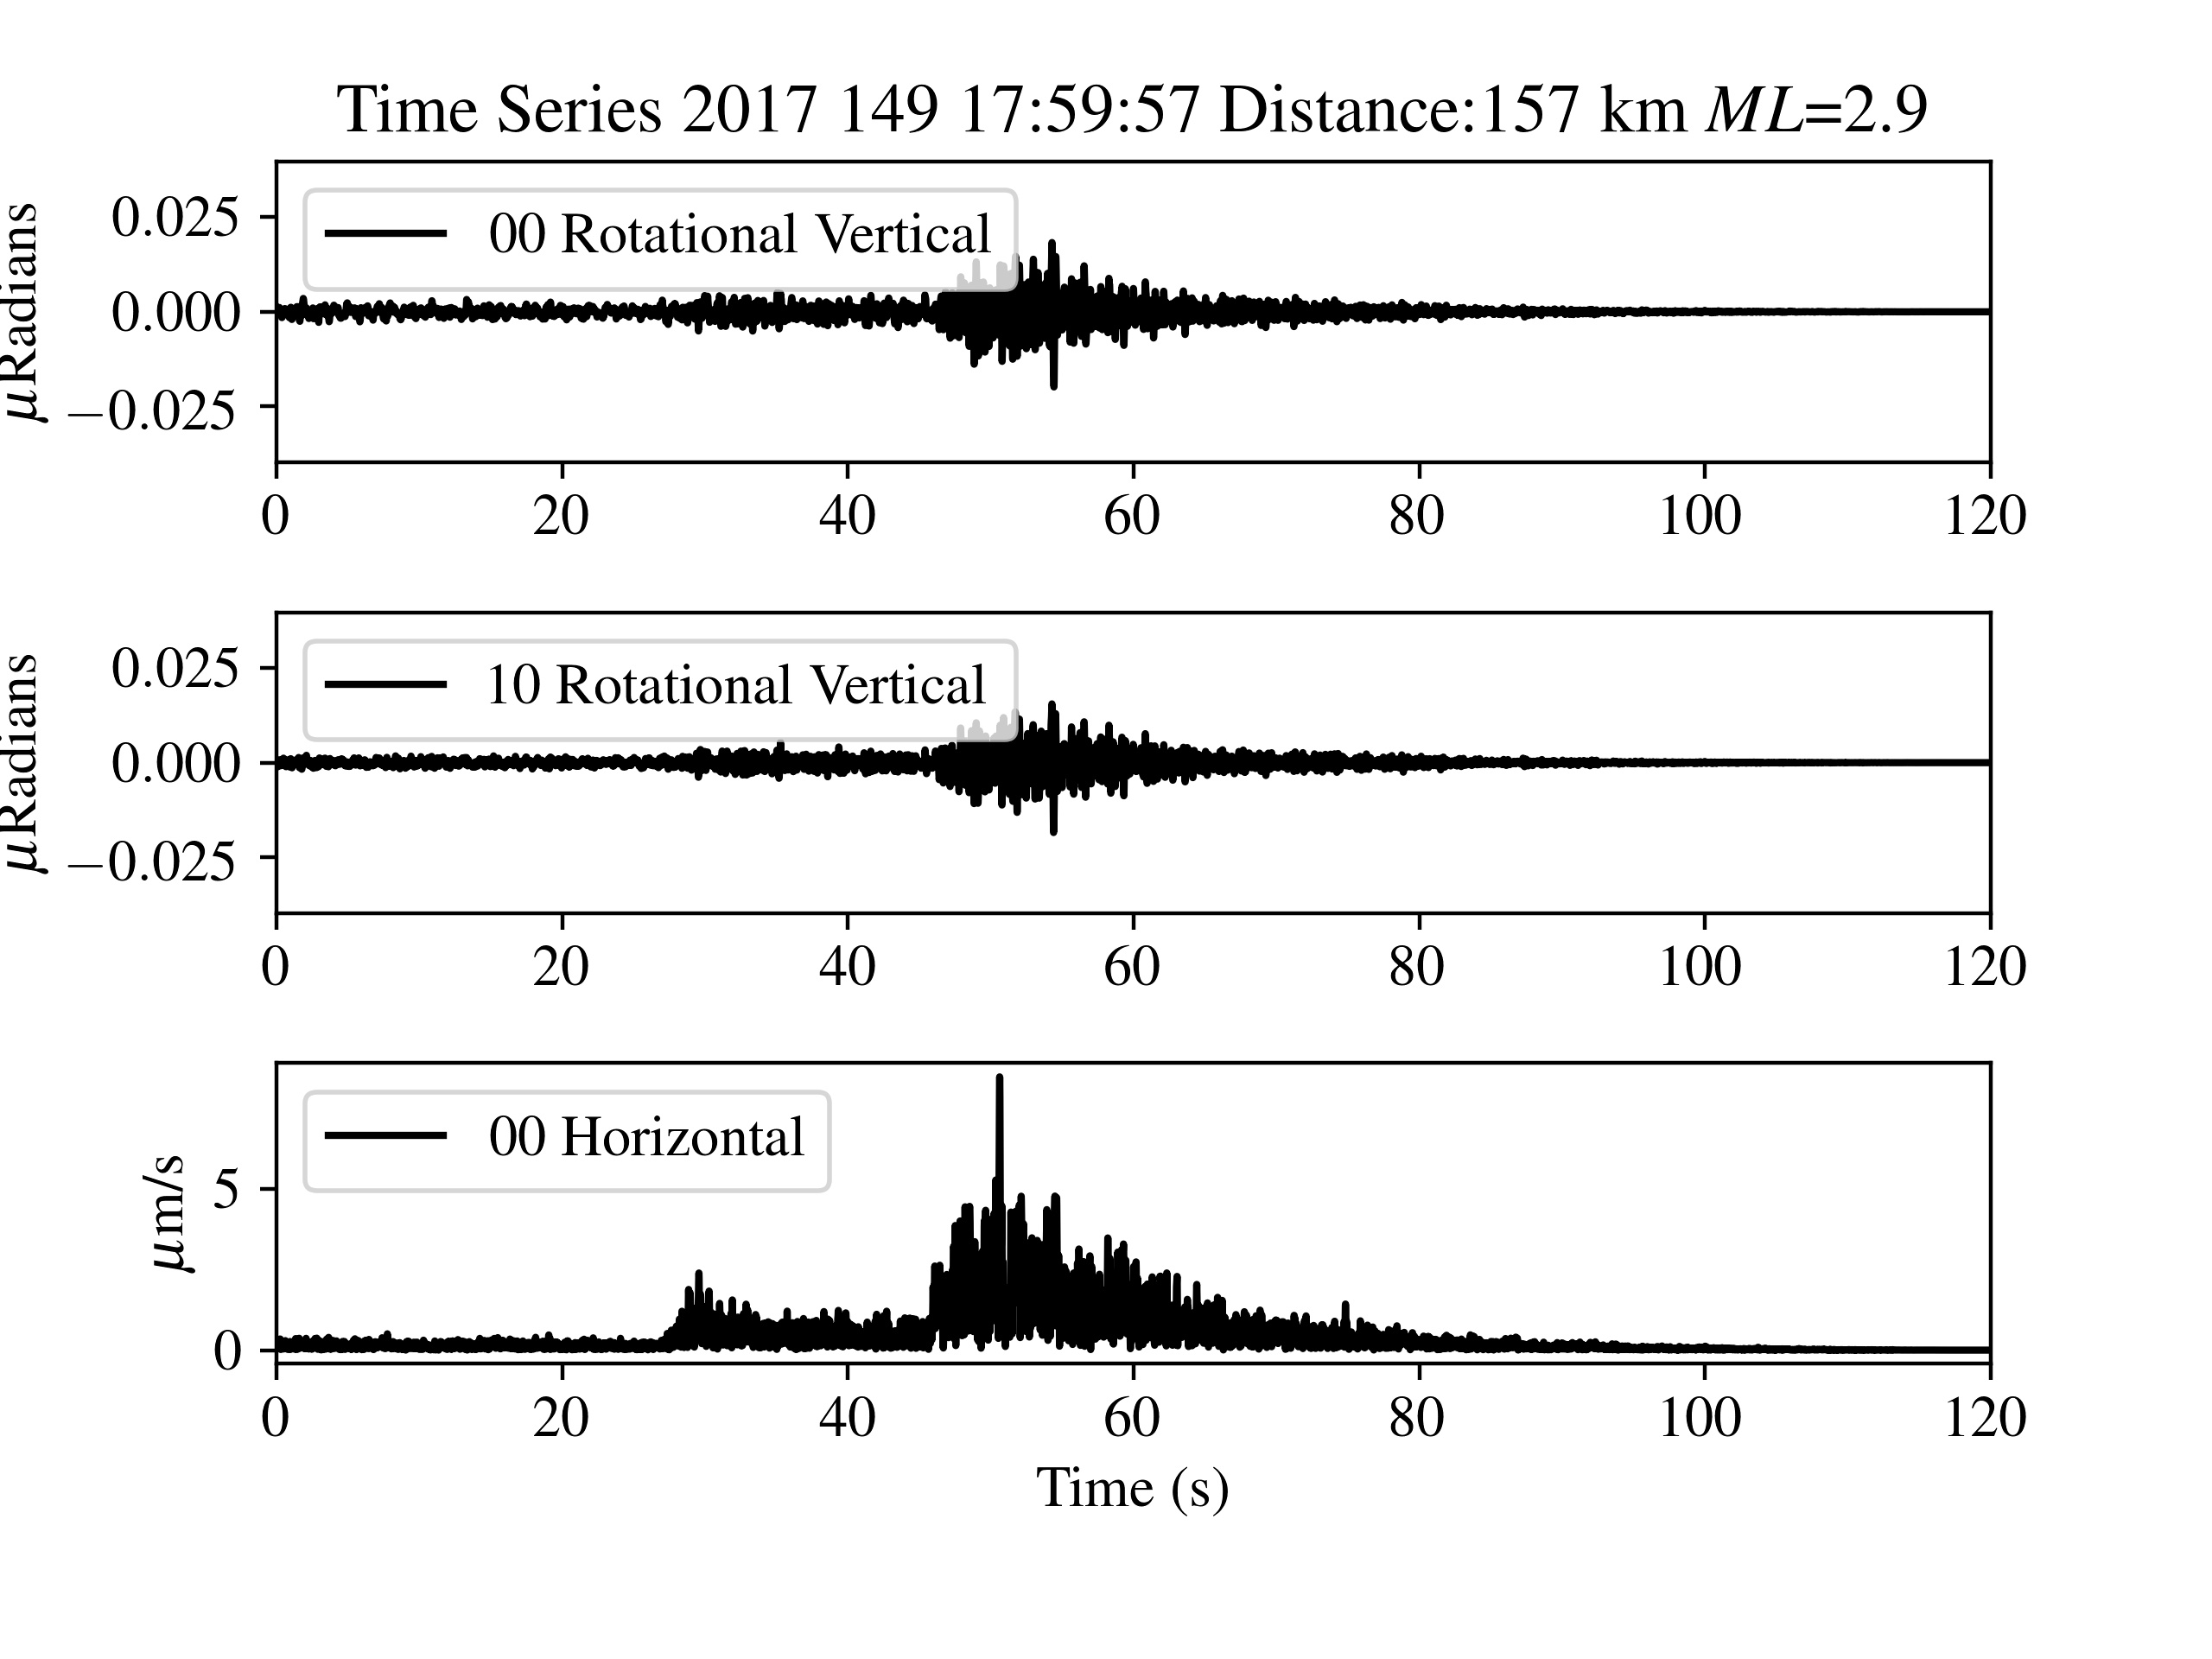 Time Series 2017 149 17:59:57 Distance:157 km ML=2.9
μRadians
0.025
0.000
−0.025
00 Rotational Vertical
0 20 40 60 80 100 120
μRadians
0.025
0.000
−0.025
10 Rotational Vertical
0 20 40 60 80 100 120
μm/s
5
0
00 Horizontal
0 20 40 60 80 100 120
Time (s)